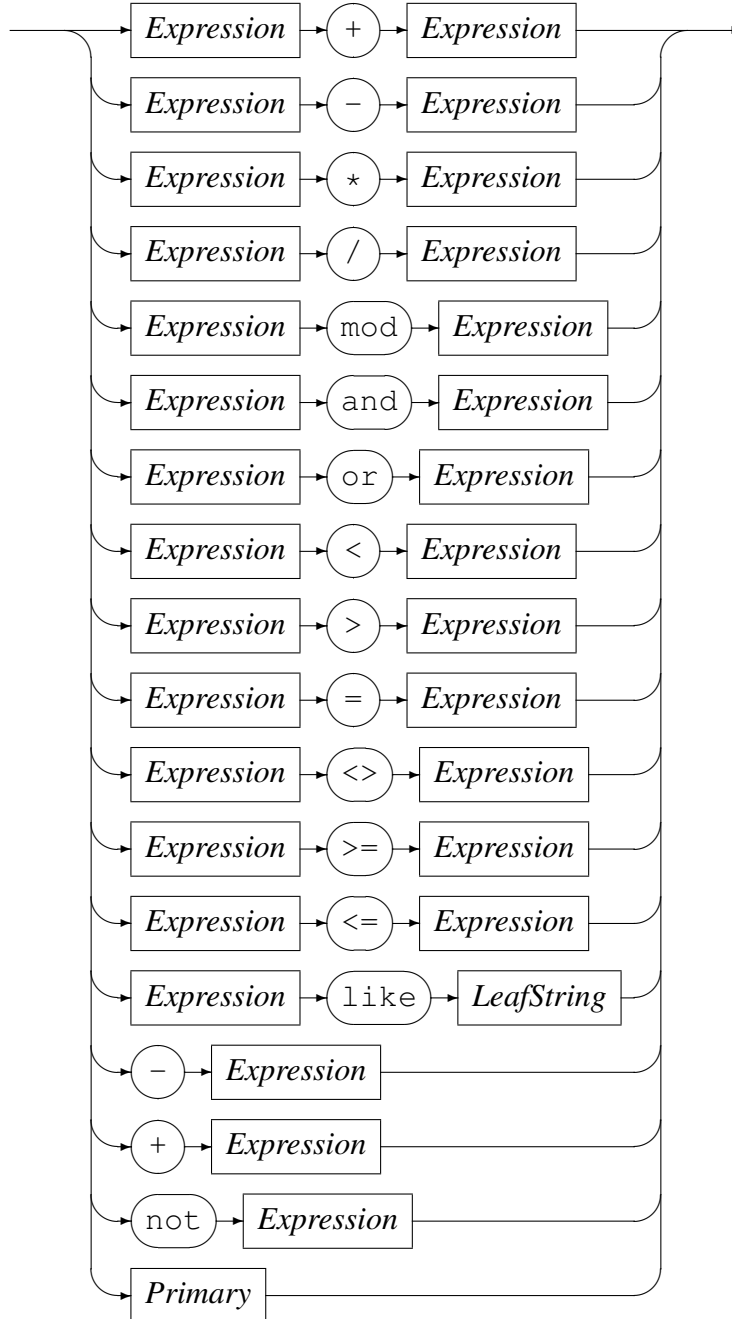 Expression + Expression
Expression - Expression
Expression * Expression
Expression / Expression
Expression mod Expression
Expression and Expression
Expression or Expression
Expression < Expression
Expression > Expression
Expression = Expression
Expression <> Expression
Expression >= Expression
Expression <= Expression
Expression like LeafString
- Expression
+ Expression
not Expression
Primary